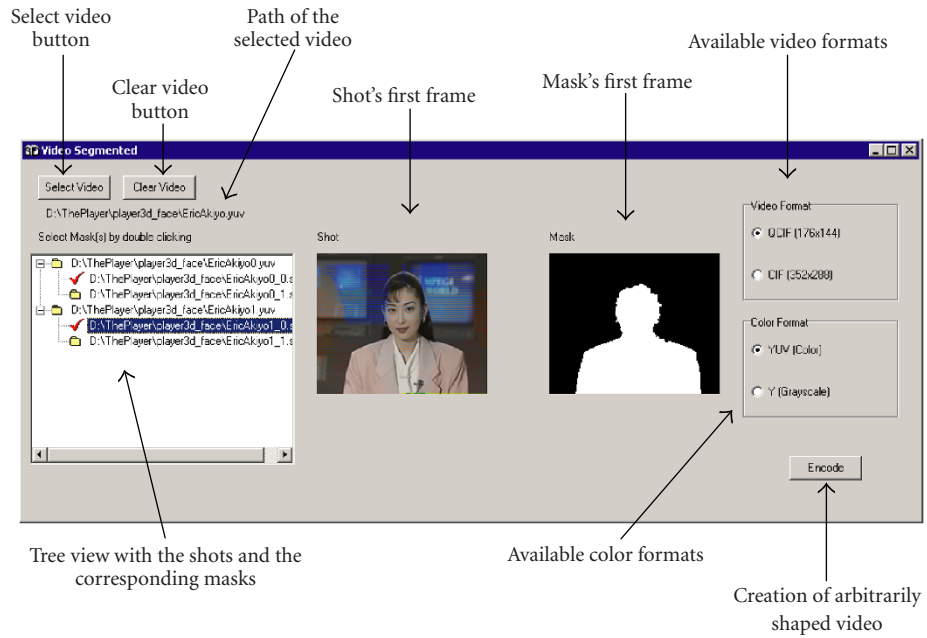 Select video
button
Path of the
selected video
Available video formats
Clear video
button
Shot's first frame
Mask's first frame
Video Segmented
Select Video
Clear Video
D:\ThePlayer\player3d_face\EricAkiyo.yuv
Select Mask(s) by double clicking
Shot
Mask
Video Format
QCIF (176x144)
CIF (352x288)
D:\ThePlayer\player3d_face\EricAkiyo0.yuv
D:\ThePlayer\player3d_face\EricAkiyo0_0.s
D:\ThePlayer\player3d_face\EricAkiyo0_1.s
D:\ThePlayer\player3d_face\EricAkiyo1.yuv
D:\ThePlayer\player3d_face\EricAkiyo1_0.s
D:\ThePlayer\player3d_face\EricAkiyo1_1.s
WORLD
Color Format
YUV (Color)
Y (Grayscale)
Encode
Tree view with the shots and the
corresponding masks
Available color formats
Creation of arbitrarily
shaped video